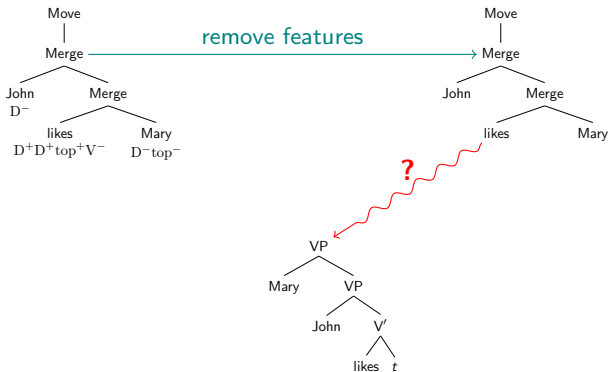 Move Move
Merge remove features Merge
John Merge John Merge
D⁻
likes Mary likes Mary
D⁺D⁺top⁺V⁻ D⁻top⁻
?
VP
Mary VP
John V′
likes t